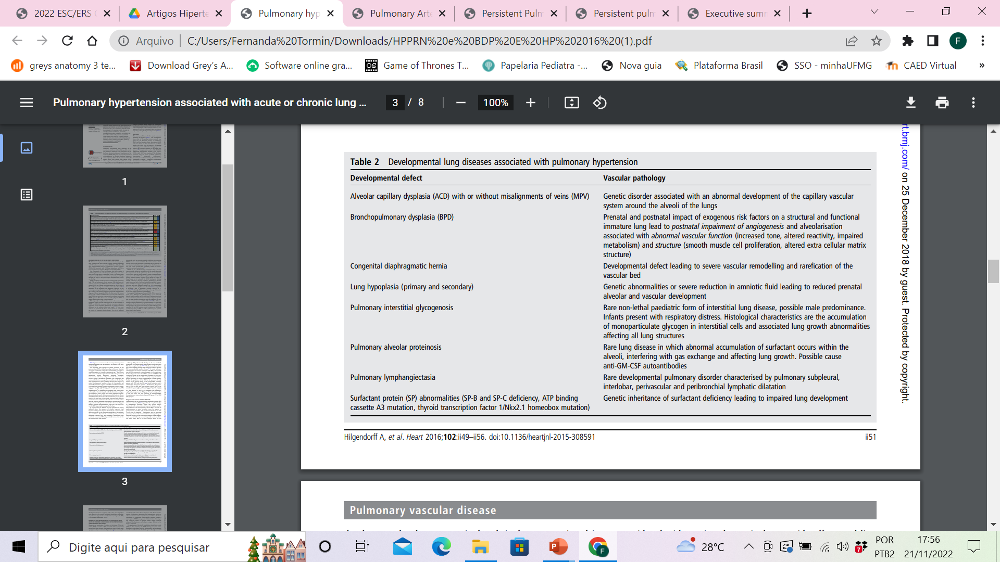 2022 ESC/ERS
Artigos Hiperte
Pulmonary hyp
Pulmonary Arte
Persistent Pulm
Persistent pulm
Executive sumr
Arquivo
C:/Users/Fernanda%20Tormin/Downloads/HPPRN%20e%20BDP%20E%20HP%202016%20(1).pdf
F
greys anatomy 3 te...
Download Grey's A...
Software online gra...
Game of Thrones T...
Papelaria Pediatra -...
Nova guia
Plataforma Brasil
SSO - minhaUFMG
CAED Virtual
»
Pulmonary hypertension associated with acute or chronic lung ...
3 / 8
100%
1
2
3
rt.bmj.com/ on 25 December 2018 by guest. Protected by copyright.
Table 2 Developmental lung diseases associated with pulmonary hypertension
Developmental defect
Vascular pathology
Alveolar capillary dysplasia (ACD) with or without misalignments of veins (MPV)
Genetic disorder associated with an abnormal development of the capillary vascular
system around the alveoli of the lungs
Bronchopulmonary dysplasia (BPD)
Prenatal and postnatal impact of exogenous risk factors on a structural and functional
immature lung lead to postnatal impairment of angiogenesis and alveolarisation
associated with abnormal vascular function (increased tone, altered reactivity, impaired
metabolism) and structure (smooth muscle cell proliferation, altered extra cellular matrix
structure)
Congenital diaphragmatic hernia
Developmental defect leading to severe vascular remodelling and rarefication of the
vascular bed
Lung hypoplasia (primary and secondary)
Genetic abnormalities or severe reduction in amniotic fluid leading to reduced prenatal
alveolar and vascular development
Pulmonary interstitial glycogenosis
Rare non-lethal paediatric form of interstitial lung disease, possible male predominance.
Infants present with respiratory distress. Histological characteristics are the accumulation
of monoparticulate glycogen in interstitial cells and associated lung growth abnormalities
affecting all lung structures
Pulmonary alveolar proteinosis
Rare lung disease in which abnormal accumulation of surfactant occurs within the
alveoli, interfering with gas exchange and affecting lung growth. Possible cause
anti-GM-CSF autoantibodies
Pulmonary lymphangiectasia
Rare developmental pulmonary disorder characterised by pulmonary subpleural,
interlobar, perivascular and peribronchial lymphatic dilatation
Surfactant protein (SP) abnormalities (SP-B and SP-C deficiency, ATP binding
cassette A3 mutation, thyroid transcription factor 1/Nkx2.1 homeobox mutation)
Genetic inheritance of surfactant deficiency leading to impaired lung development
Hilgendorff A, et al. Heart 2016;102:ii49–ii56. doi:10.1136/heartjnl-2015-308591
ii51
Pulmonary vascular disease
Digite aqui para pesquisar
28°C
7
POR
PTB2
17:56
21/11/2022